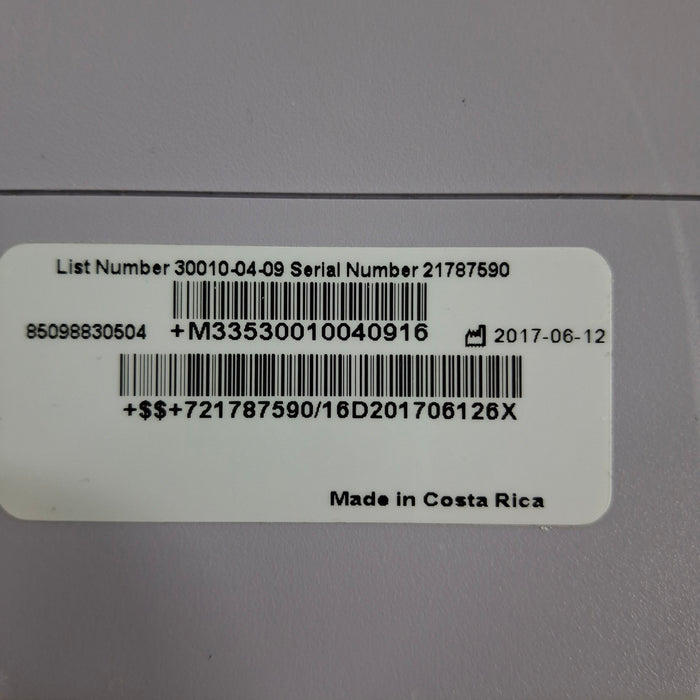 List Number 30010-04-09 Serial Number 21787590
85098830504 +M33530010040916 2017-06-12
+$$+721787590/16D201706126X
Made in Costa Rica